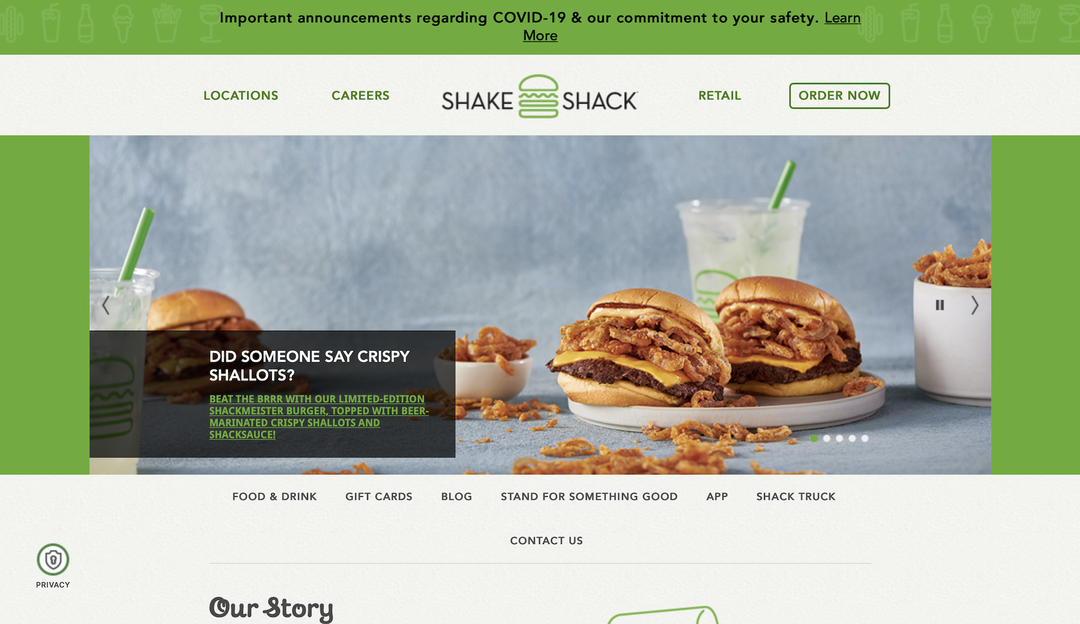 Important announcements regarding COVID-19 & our commitment to your safety. Learn
More
LOCATIONS
CAREERS
SHAKE SHACK
RETAIL
ORDER NOW
DID SOMEONE SAY CRISPY
SHALLOTS?
BEAT THE BRRR WITH OUR LIMITED-EDITION
SHACKMEISTER BURGER, TOPPED WITH BEER-
MARINATED CRISPY SHALLOTS AND
SHACKSAUCE!
FOOD & DRINK
GIFT CARDS
BLOG
STAND FOR SOMETHING GOOD
APP
SHACK TRUCK
CONTACT US
PRIVACY
Our Story